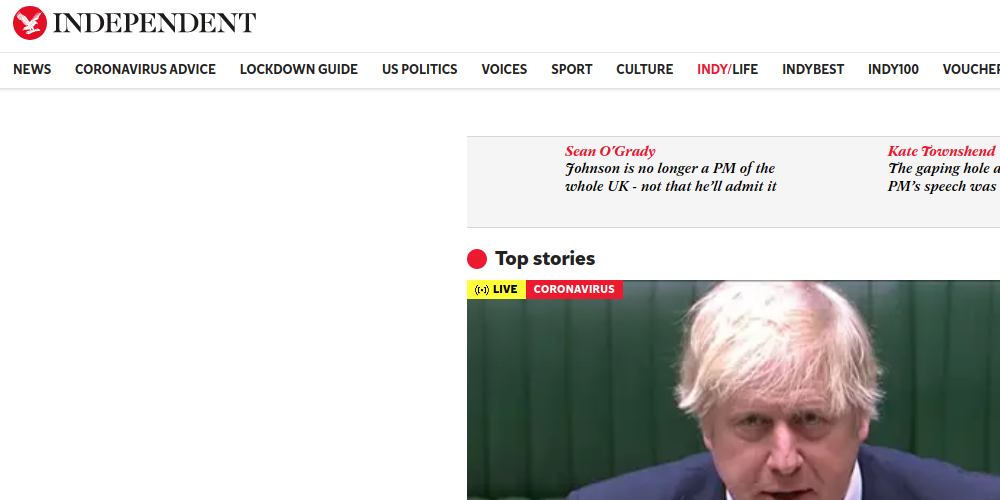 INDEPENDENT
NEWS CORONAVIRUS ADVICE LOCKDOWN GUIDE US POLITICS VOICES SPORT CULTURE INDY/LIFE INDYBEST INDY100 VOUCHER
Sean O'Grady
Johnson is no longer a PM of the
whole UK - not that he'll admit it
Kate Townshend
The gaping hole a
PM's speech was
Top stories
LIVE CORONAVIRUS